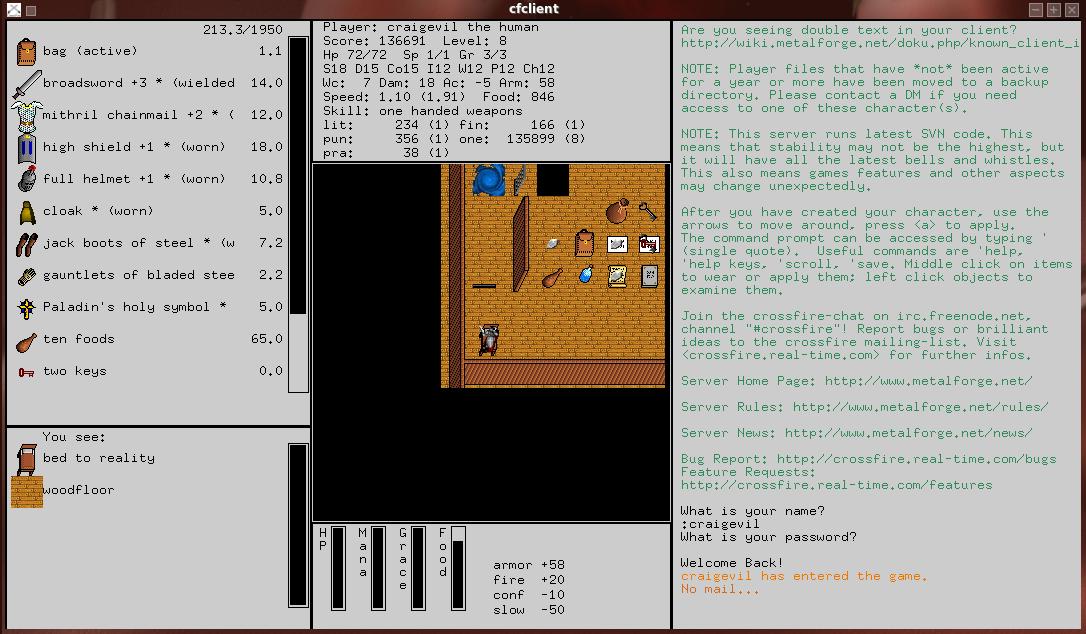 cfclient
213.3/1950
bag (active) 1.1
broadsword +3 * (wielded 14.0
mithril chainmail +2 * ( 12.0
high shield +1 * (worn) 18.0
full helmet +1 * (worn) 10.8
cloak * (worn) 5.0
jack boots of steel * (w 7.2
gauntlets of bladed stee 2.2
Paladin's holy symbol * 5.0
ten foods 65.0
two keys 0.0
You see:
bed to reality
woodfloor
Player: craigevil the human
Score: 136691 Level: 8
Hp 72/72 Sp 1/1 Gr 3/3
S18 D15 Co15 I12 W12 P12 Ch12
Wc: 7 Dam: 18 Ac: -5 Arm: 58
Speed: 1.10 (1.91) Food: 846
Skill: one handed weapons
lit: 234 (1) fin: 166 (1)
pun: 356 (1) one: 135899 (8)
pra: 38 (1)
HP
Mana
Grace
Food
armor +58
fire +20
conf -10
slow -50
Are you seeing double text in your client?
http://wiki.metalforge.net/doku.php/known_client_i
NOTE: Player files that have *not* been active
for a year or more have been moved to a backup
directory. Please contact a DM if you need
access to one of these character(s).
NOTE: This server runs latest SVN code. This
means that stability may not be the highest, but
it will have all the latest bells and whistles.
This also means games features and other aspects
may change unexpectedly.
After you have created your character, use the
arrows to move around, press <a> to apply.
The command prompt can be accessed by typing '
(single quote). Useful commands are 'help,
'help keys, 'scroll, 'save. Middle click on items
to wear or apply them; left click objects to
examine them.
Join the crossfire-chat on irc.freenode.net,
channel "#crossfire"! Report bugs or brilliant
ideas to the crossfire mailing-list. Visit
<crossfire.real-time.com> for further infos.
Server Home Page: http://www.metalforge.net/
Server Rules: http://www.metalforge.net/rules/
Server News: http://www.metalforge.net/news/
Bug Report: http://crossfire.real-time.com/bugs
Feature Requests:
http://crossfire.real-time.com/features
What is your name?
:craigevil
What is your password?
Welcome Back!
craigevil has entered the game.
No mail...